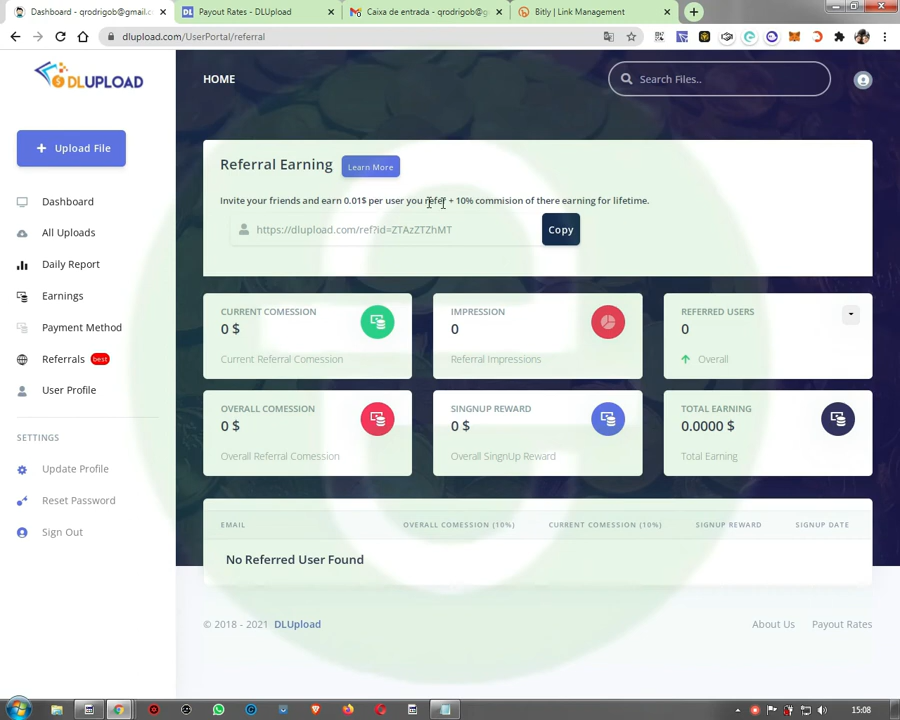 Dashboard - qrodrigob@gmail.c
Payout Rates - DLUpload
Caixa de entrada - qrodrigob@g
Bitly | Link Management
dlupload.com/UserPortal/referral
DLUPLOAD
HOME
Search Files..
Upload File
Dashboard
All Uploads
Daily Report
Earnings
Payment Method
Referrals best
User Profile
SETTINGS
Update Profile
Reset Password
Sign Out
Referral Earning
Learn More
Invite your friends and earn 0.01$ per user you refer + 10% commision of there earning for lifetime.
https://dlupload.com/ref?id=ZTAzZTZhMT
Copy
CURRENT COMESSION
0 $
Current Referral Comession
IMPRESSION
0
Referral Impressions
REFERRED USERS
0
Overall
OVERALL COMESSION
0 $
Overall Referral Comession
SINGNUP REWARD
0 $
Overall SingnUp Reward
TOTAL EARNING
0.0000 $
Total Earning
EMAIL OVERALL COMESSION (10%) CURRENT COMESSION (10%) SIGNUP REWARD SIGNUP DATE
No Referred User Found
© 2018 - 2021 DLUpload
About Us Payout Rates
15:08